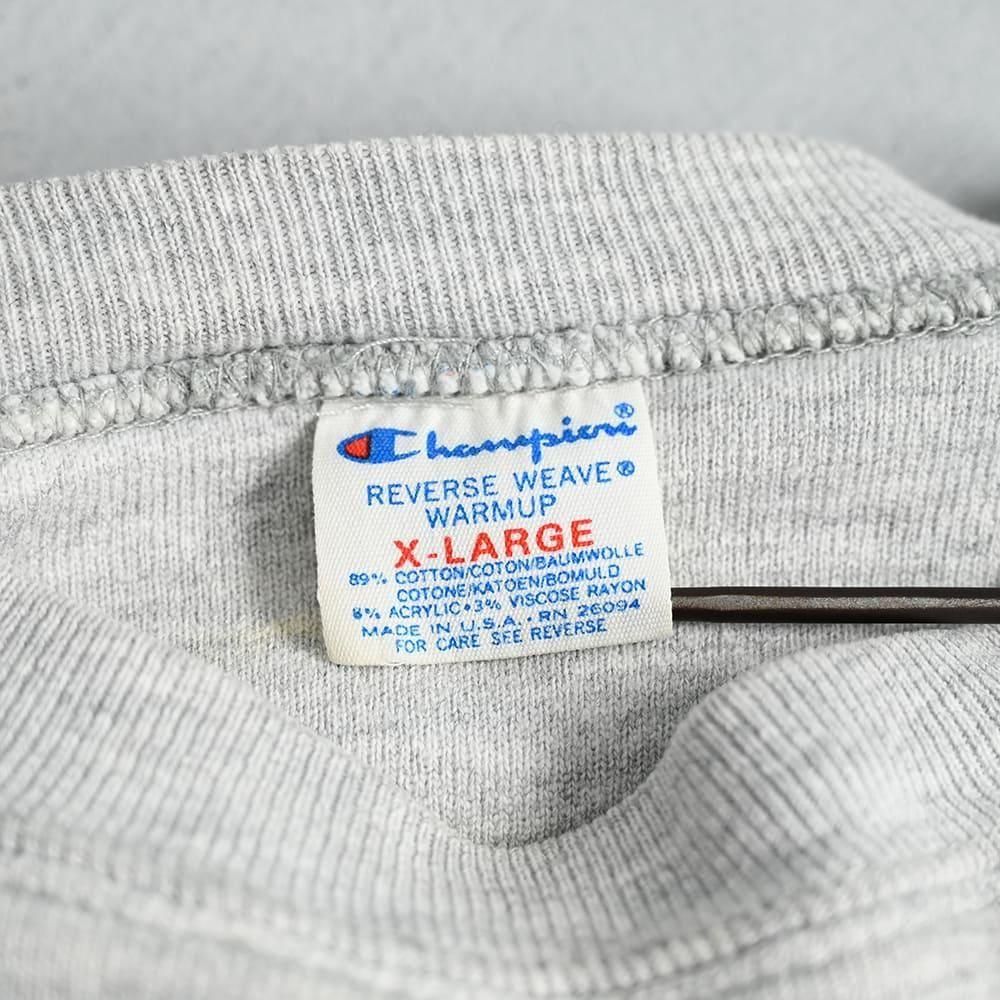 Champion®
REVERSE WEAVE®
WARMUP
X-LARGE
89% COTTON/COTON/BAUMWOLLE
COTONE/KATOEN/BOMULD
8% ACRYLIC•3% VISCOSE RAYON
MADE IN U.S.A. • RN 26094
FOR CARE SEE REVERSE